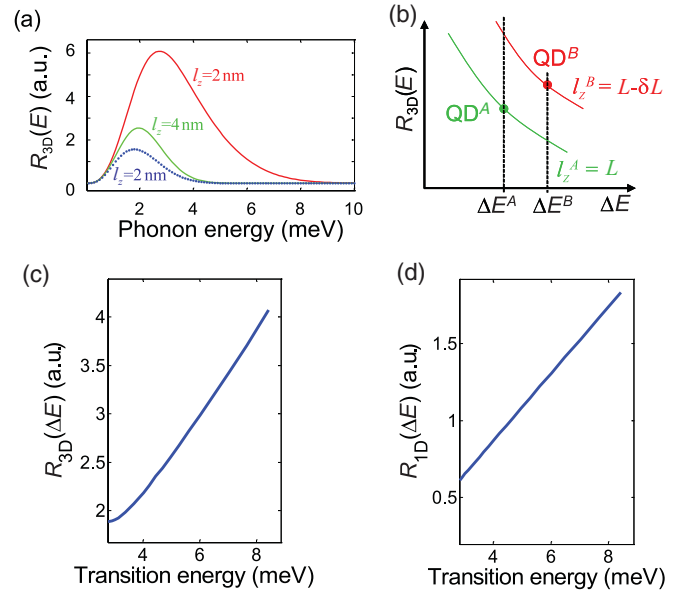 (a)
R3D(E) (a.u.)
6
4
2
0
lz=2 nm
lz=4 nm
lz=2 nm
0 2 4 6 8 10
Phonon energy (meV)
(b)
R3D(E)
QDB
lzB = L-δL
QDA
lzA = L
ΔEA ΔEB ΔE
(c)
R3D(ΔE) (a.u.)
4
3.5
3
2.5
2
4 6 8
Transition energy (meV)
(d)
R1D(ΔE) (a.u.)
1.5
1
0.5
4 6 8
Transition energy (meV)